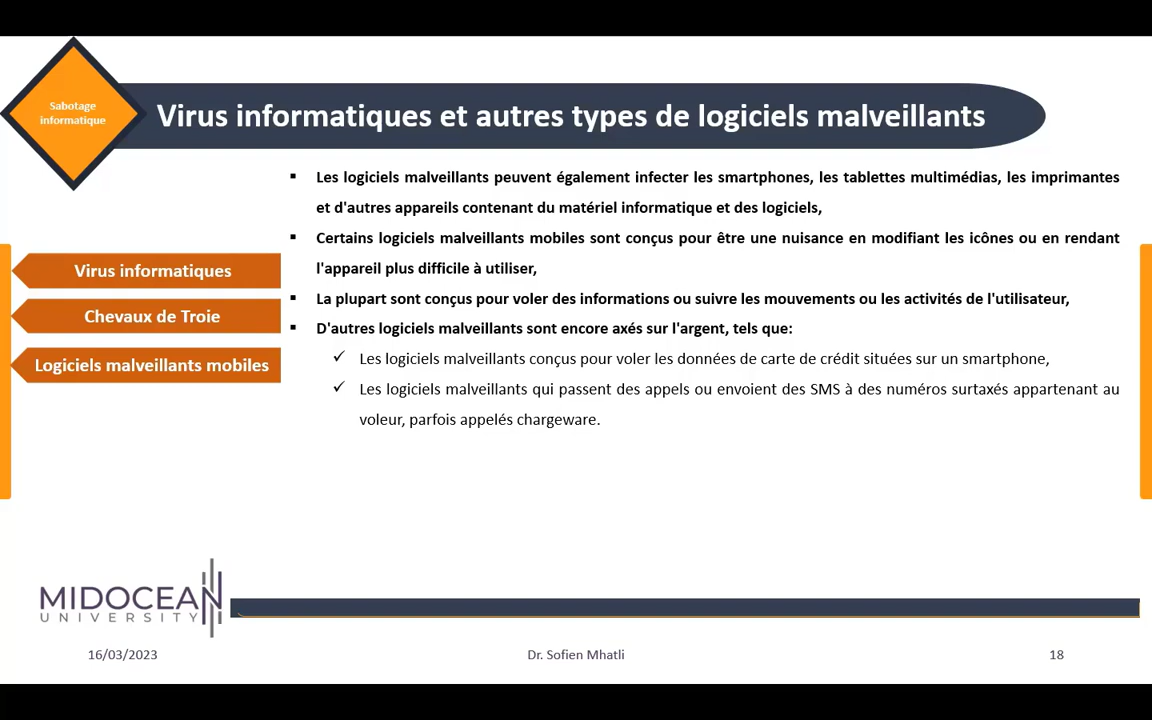 Sabotage
informatique
Virus informatiques et autres types de logiciels malveillants
▪ Les logiciels malveillants peuvent également infecter les smartphones, les tablettes multimédias, les imprimantes
et d'autres appareils contenant du matériel informatique et des logiciels,
▪ Certains logiciels malveillants mobiles sont conçus pour être une nuisance en modifiant les icônes ou en rendant
l'appareil plus difficile à utiliser,
▪ La plupart sont conçus pour voler des informations ou suivre les mouvements ou les activités de l'utilisateur,
▪ D'autres logiciels malveillants sont encore axés sur l'argent, tels que:
✓ Les logiciels malveillants conçus pour voler les données de carte de crédit situées sur un smartphone,
✓ Les logiciels malveillants qui passent des appels ou envoient des SMS à des numéros surtaxés appartenant au
voleur, parfois appelés chargeware.
Virus informatiques
Chevaux de Troie
Logiciels malveillants mobiles
MIDOCEAN
UNIVERSITY
16/03/2023
Dr. Sofien Mhatli
18